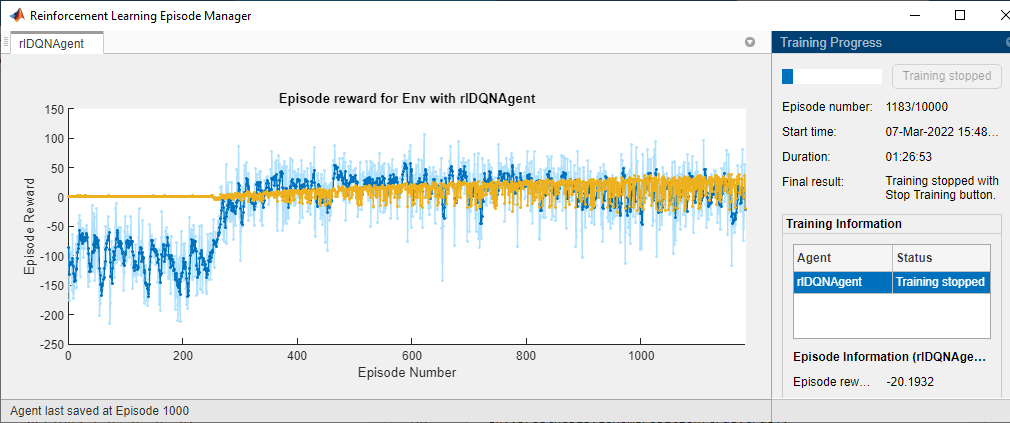 Reinforcement Learning Episode Manager
rlDQNAgent
Episode reward for Env with rlDQNAgent
150
100
50
0
-50
-100
-150
-200
-250
Episode Reward
0
200
400
600
800
1000
Episode Number
Agent last saved at Episode 1000
Training Progress
Training stopped
Episode number: 1183/10000
Start time: 07-Mar-2022 15:48...
Duration: 01:26:53
Final result: Training stopped with
Stop Training button.
Training Information
Agent Status
rlDQNAgent Training stopped
Episode Information (rlDQNAge...
Episode rew... -20.1932